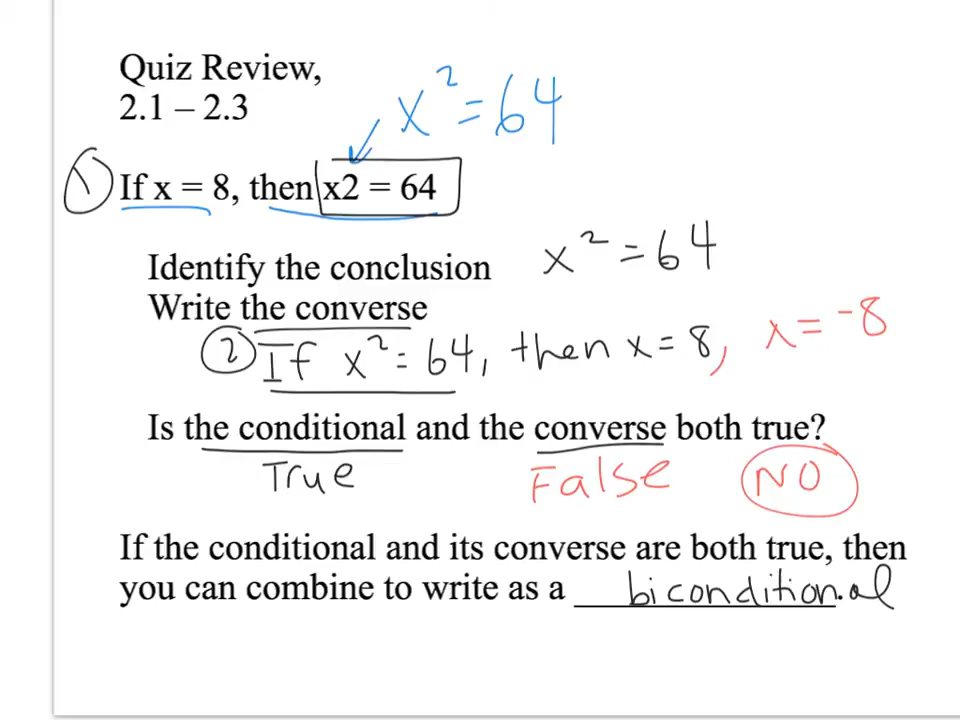 Quiz Review,
2.1 – 2.3
x² = 64
1 If x = 8, then x2 = 64
Identify the conclusion x² = 64
Write the converse
2 If x² = 64, then x = 8, x = -8
Is the conditional and the converse both true?
True False NO
If the conditional and its converse are both true, then
you can combine to write as a biconditional.